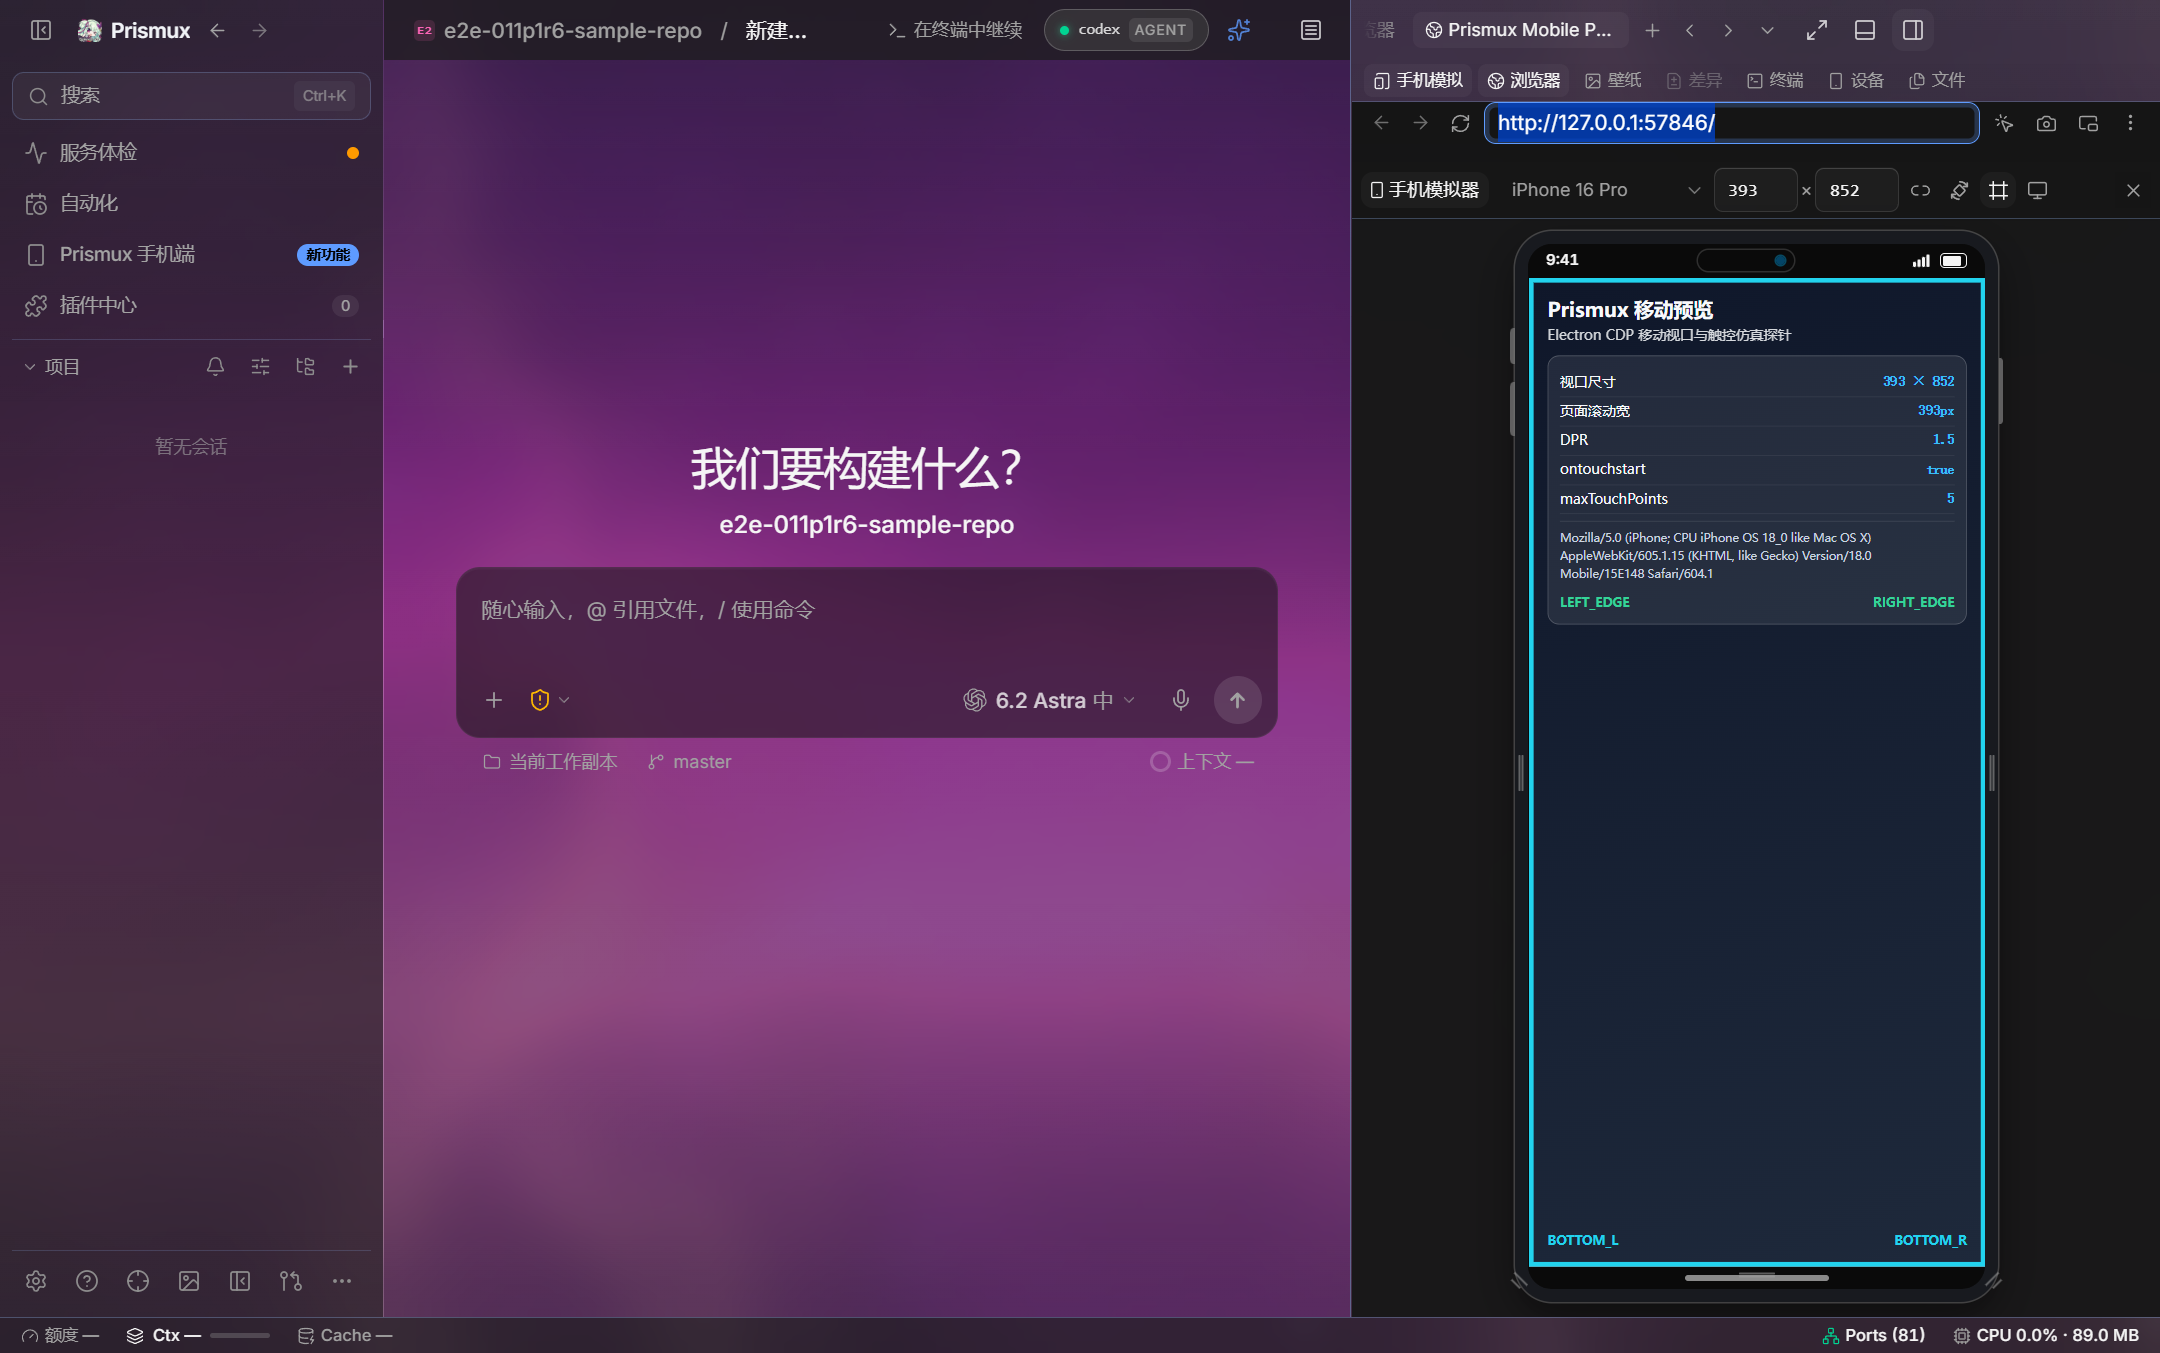 Prismux
搜索
Ctrl+K
服务体检
自动化
Prismux 手机端
新功能
插件中心
0
项目
暂无会话
E2
e2e-011p1r6-sample-repo / 新建...
在终端中继续
codex AGENT
我们要构建什么？
e2e-011p1r6-sample-repo
随心输入，@ 引用文件，/ 使用命令
6.2 Astra 中
当前工作副本
master
上下文 —
览器
Prismux Mobile P...
手机模拟
浏览器
壁纸
差异
终端
设备
文件
http://127.0.0.1:57846/
手机模拟器
iPhone 16 Pro
393 × 852
9:41
Prismux 移动预览
Electron CDP 移动视口与触控仿真探针
视口尺寸 393 × 852
页面滚动宽 393px
DPR 1.5
ontouchstart true
maxTouchPoints 5
Mozilla/5.0 (iPhone; CPU iPhone OS 18_0 like Mac OS X)
AppleWebKit/605.1.15 (KHTML, like Gecko) Version/18.0
Mobile/15E148 Safari/604.1
LEFT_EDGE RIGHT_EDGE
BOTTOM_L BOTTOM_R
额度 —
Ctx —
Cache —
Ports (81)
CPU 0.0% · 89.0 MB